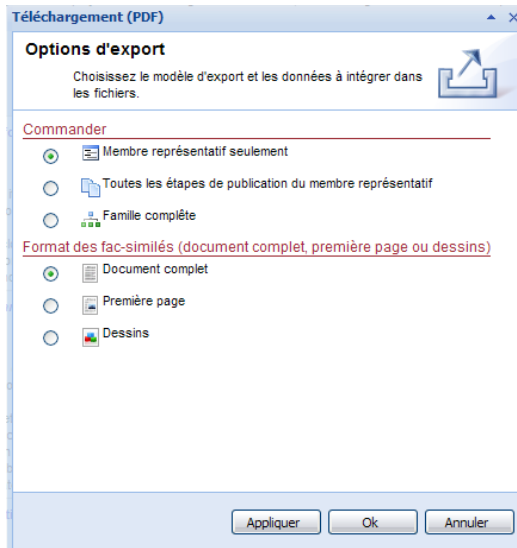 Téléchargement (PDF)
Options d'export
Choisissez le modèle d'export et les données à intégrer dans
les fichiers.
Commander
Membre représentatif seulement
Toutes les étapes de publication du membre représentatif
Famille complête
Format des fac-similés (document complet, première page ou dessins)
Document complet
Première page
Dessins
Appliquer
Ok
Annuler